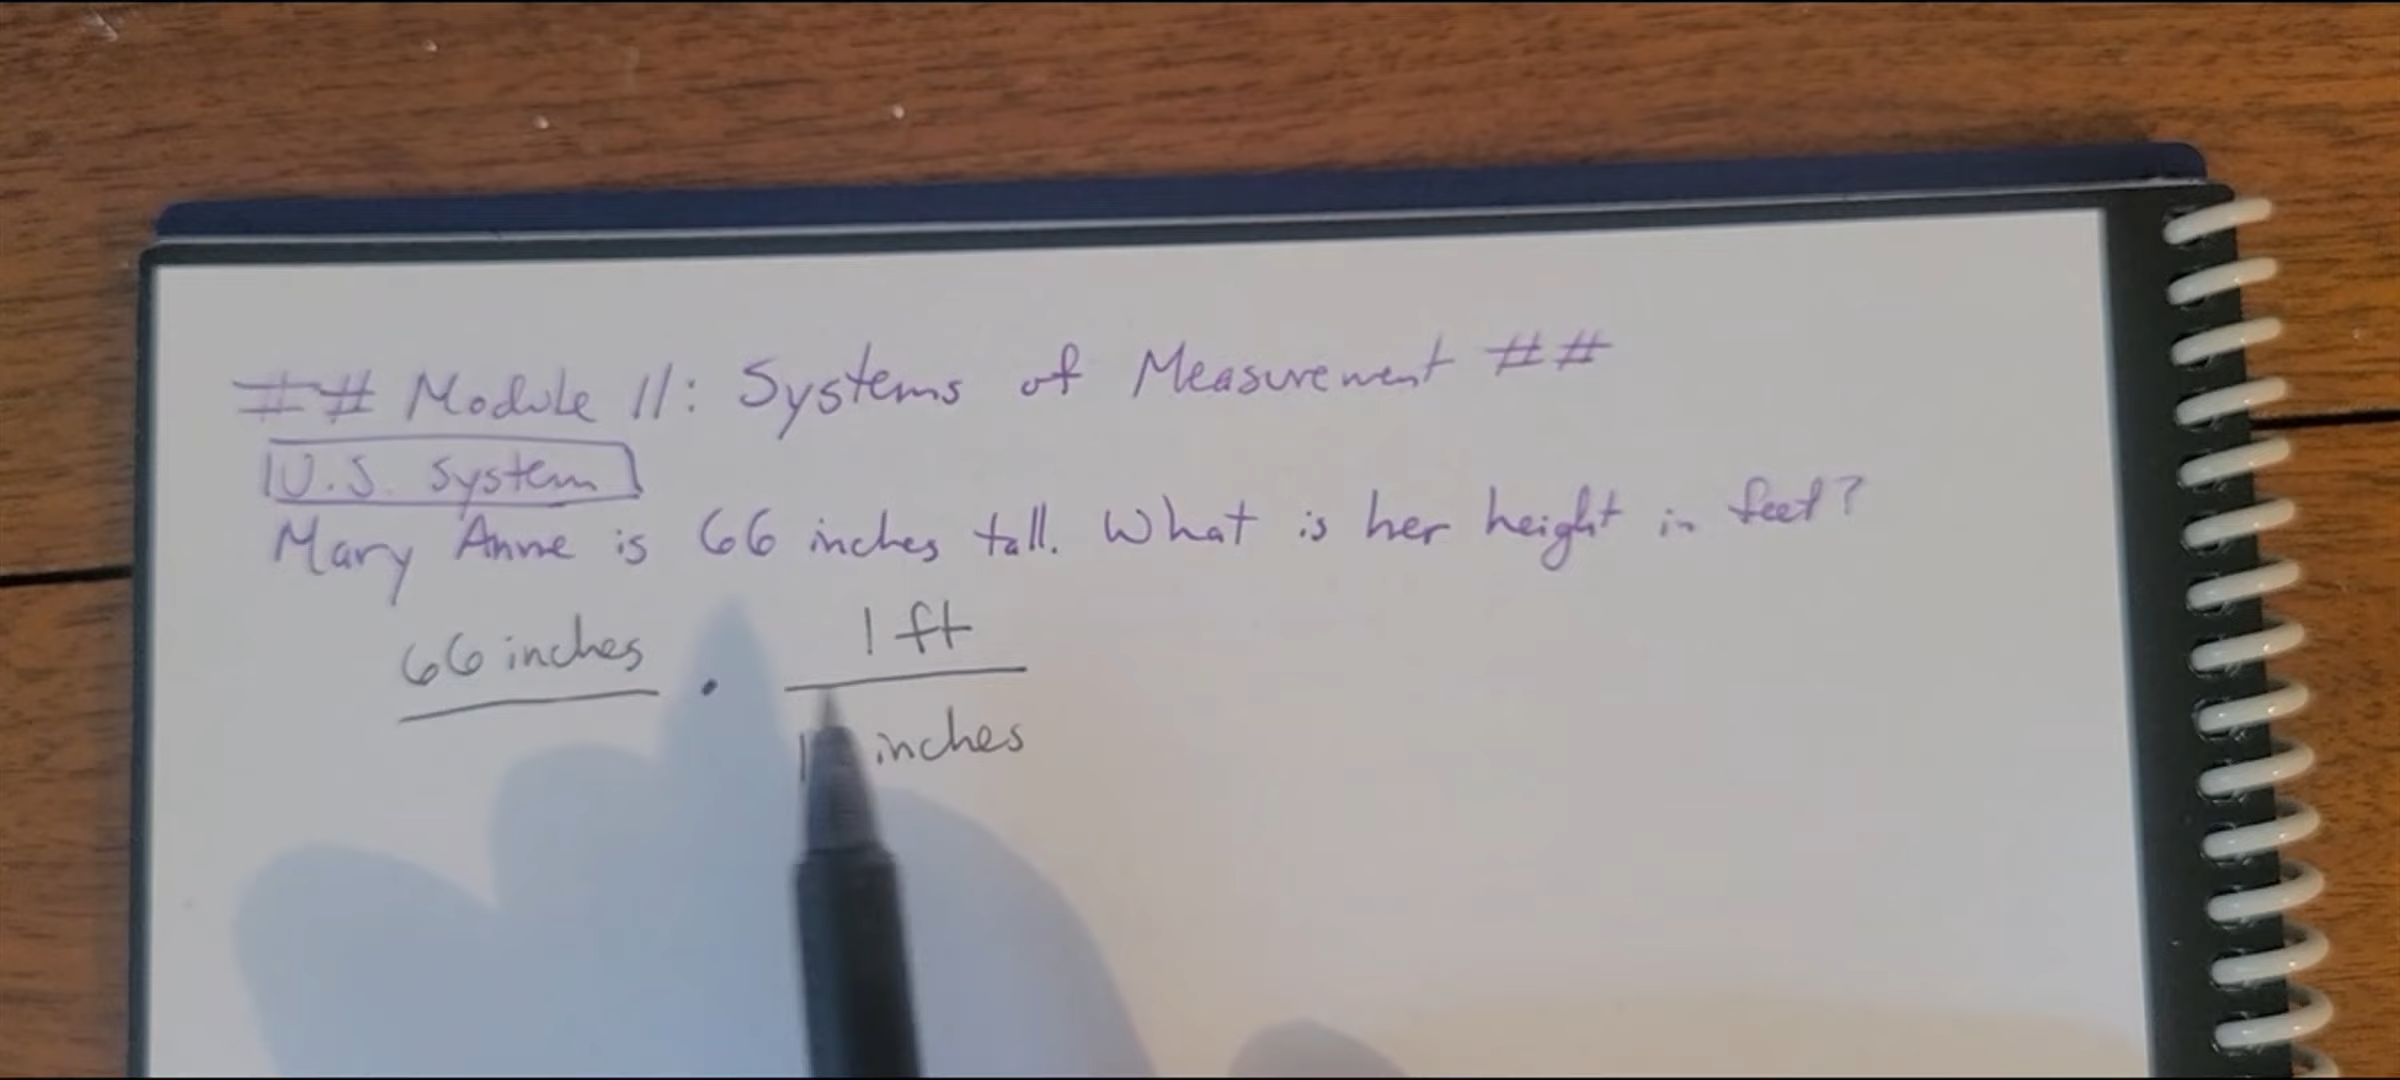 ## Module 11: Systems of Measurement ##
U.S. System
Mary Anne is 66 inches tall. What is her height in feet?
66 inches · 1 ft
inches